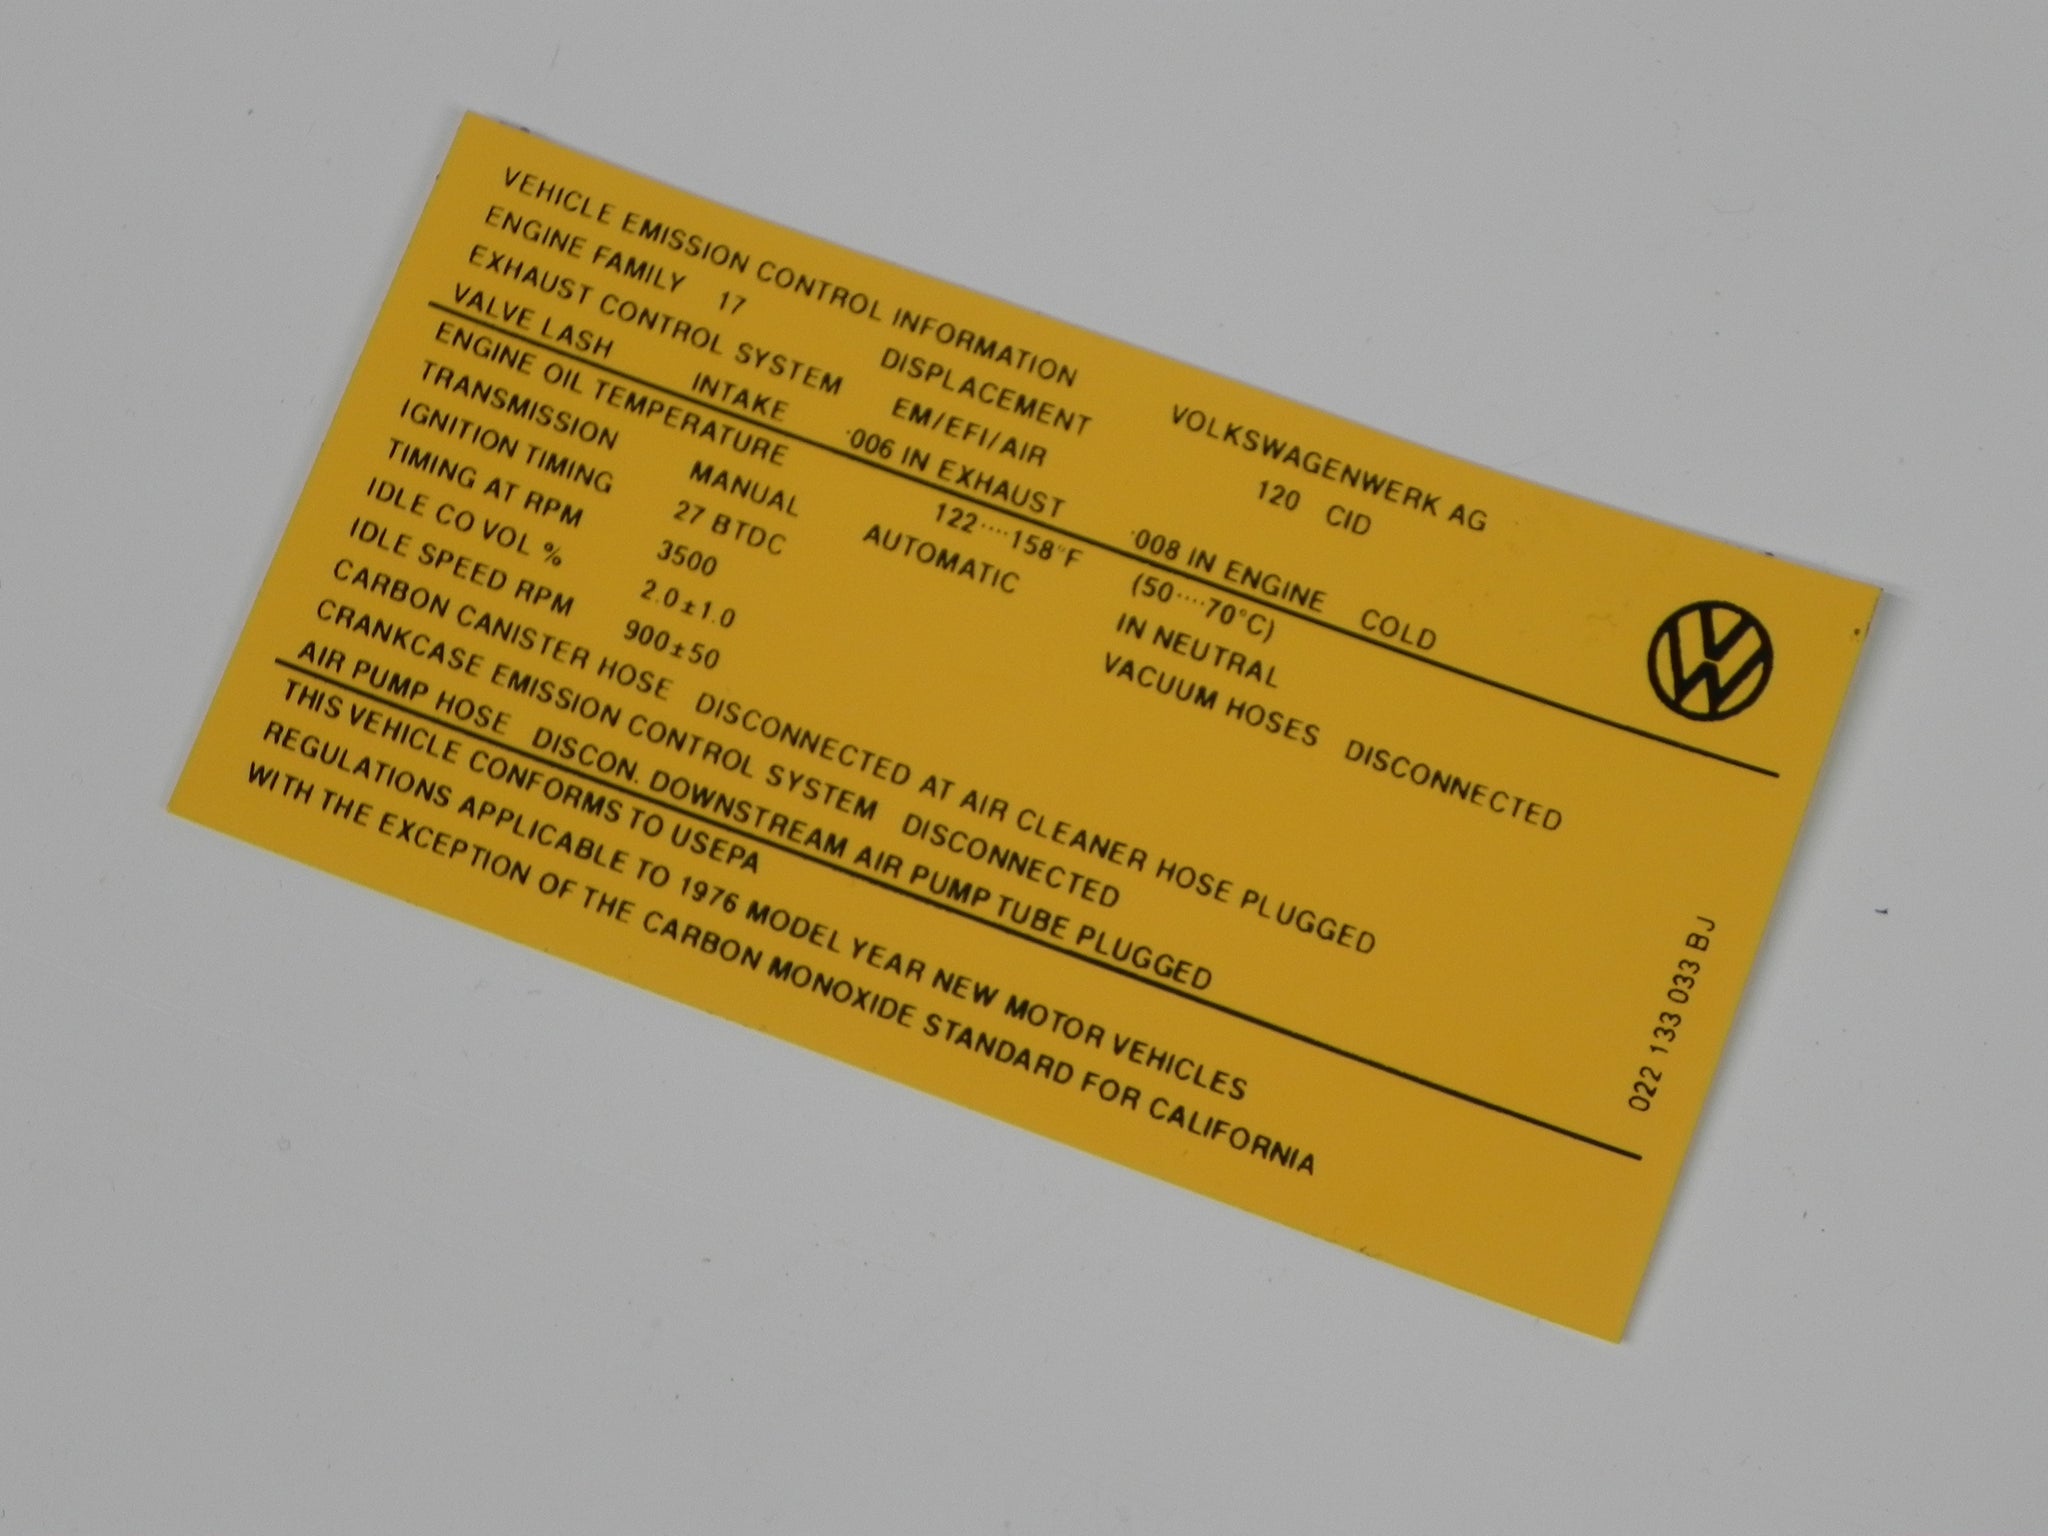 VEHICLE EMISSION CONTROL INFORMATION VOLKSWAGENWERK AG
ENGINE FAMILY 17 DISPLACEMENT 120 CID
EXHAUST CONTROL SYSTEM EM/EFI/AIR
VALVE LASH INTAKE .006 IN EXHAUST .008 IN ENGINE COLD
ENGINE OIL TEMPERATURE 122....158°F (50....70°C)
TRANSMISSION MANUAL AUTOMATIC IN NEUTRAL
IGNITION TIMING 27 BTDC VACUUM HOSES DISCONNECTED
TIMING AT RPM 3500
IDLE CO VOL % 2.0±1.0
IDLE SPEED RPM 900±50
CARBON CANISTER HOSE DISCONNECTED AT AIR CLEANER HOSE PLUGGED
CRANKCASE EMISSION CONTROL SYSTEM DISCONNECTED
AIR PUMP HOSE DISCON. DOWNSTREAM AIR PUMP TUBE PLUGGED
THIS VEHICLE CONFORMS TO USEPA
REGULATIONS APPLICABLE TO 1976 MODEL YEAR NEW MOTOR VEHICLES
WITH THE EXCEPTION OF THE CARBON MONOXIDE STANDARD FOR CALIFORNIA
022 133 033 BJ
VW